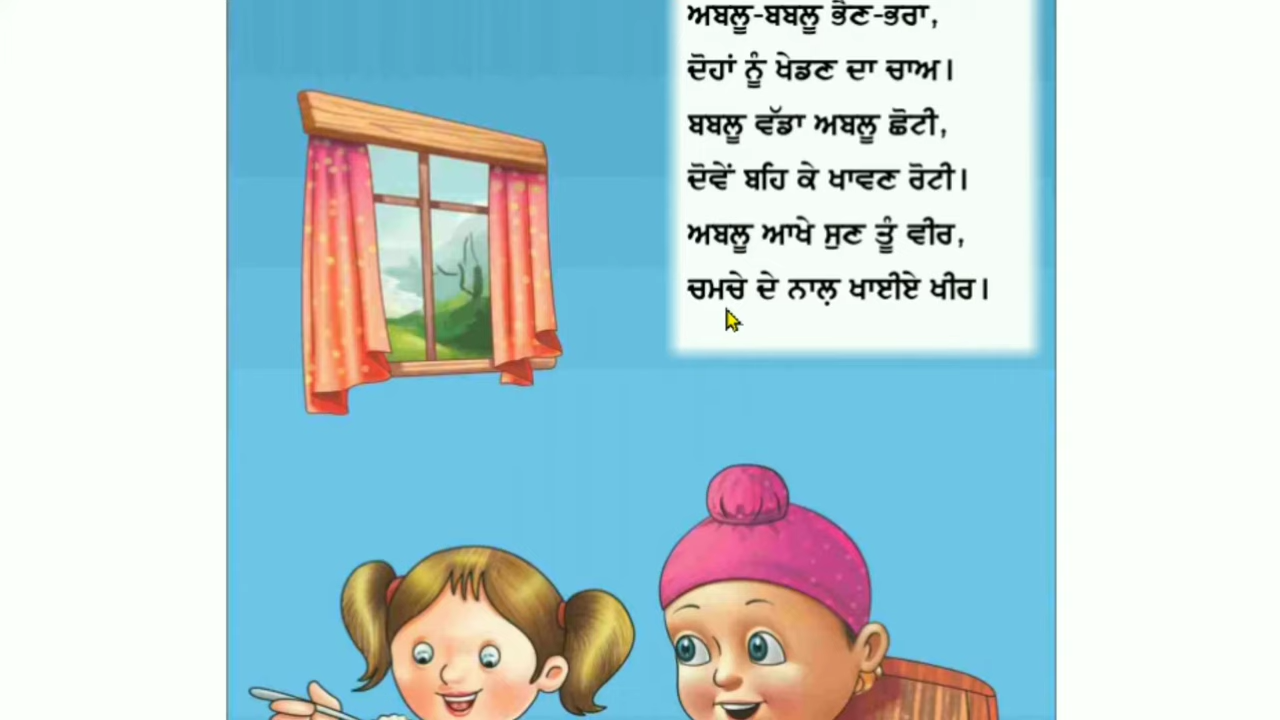 ਅਬਲੂ-ਬਬਲੂ ਭੈਣ-ਭਰਾ,
ਦੋਹਾਂ ਨੂੰ ਖੇਡਣ ਦਾ ਚਾਅ।
ਬਬਲੂ ਵੱਡਾ ਅਬਲੂ ਛੋਟੀ,
ਦੋਵੇਂ ਬਹਿ ਕੇ ਖਾਵਣ ਰੋਟੀ।
ਅਬਲੂ ਆਖੇ ਸੁਣ ਤੂੰ ਵੀਰ,
ਚਮਚੇ ਦੇ ਨਾਲ਼ ਖਾਈਏ ਖੀਰ।